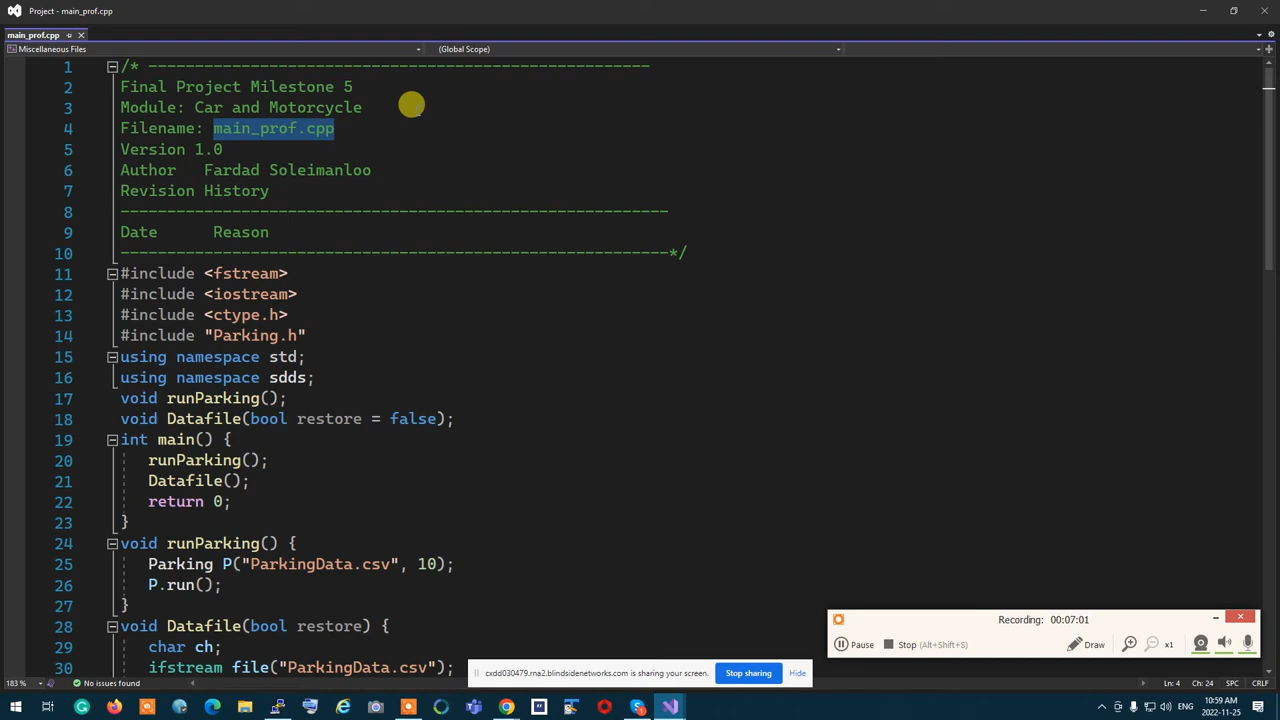 Project - main_prof.cpp
main_prof.cpp
Miscellaneous Files
(Global Scope)
1 /* ------------------------------------------------------
2 Final Project Milestone 5
3 Module: Car and Motorcycle
4 Filename: main_prof.cpp
5 Version 1.0
6 Author   Fardad Soleimanloo
7 Revision History
8 -----------------------------------------------------------
9 Date      Reason
10 -----------------------------------------------------------*/
11 #include <fstream>
12 #include <iostream>
13 #include <ctype.h>
14 #include "Parking.h"
15 using namespace std;
16 using namespace sdds;
17 void runParking();
18 void Datafile(bool restore = false);
19 int main() {
20    runParking();
21    Datafile();
22    return 0;
23 }
24 void runParking() {
25    Parking P("ParkingData.csv", 10);
26    P.run();
27 }
28 void Datafile(bool restore) {
29    char ch;
30    ifstream file("ParkingData.csv");
Recording: 00:07:01
Pause
Stop (Alt+Shift+S)
Draw
x1
cxdd030479.rna2.blindsidenetworks.com is sharing your screen.
Stop sharing
Hide
183 %
No issues found
Ln: 4
Ch: 24
SPC
CRLF
ENG
10:59 AM
2022-11-25